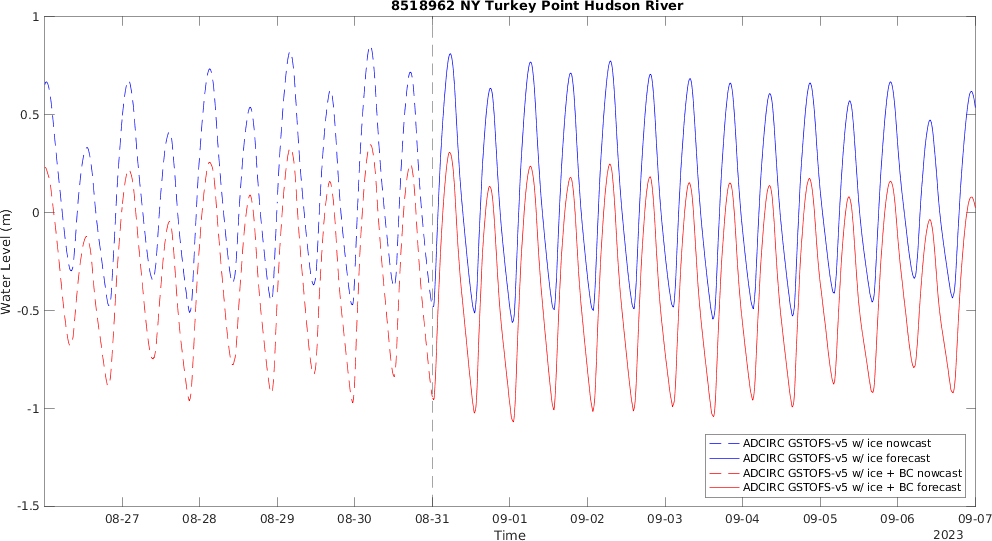 8518962 NY Turkey Point Hudson River
1
0.5
0
-0.5
-1
-1.5
Water Level (m)
ADCIRC GSTOFS-v5 w/ ice nowcast
ADCIRC GSTOFS-v5 w/ ice forecast
ADCIRC GSTOFS-v5 w/ ice + BC nowcast
ADCIRC GSTOFS-v5 w/ ice + BC forecast
08-27 08-28 08-29 08-30 08-31 09-01 09-02 09-03 09-04 09-05 09-06 09-07
Time
2023